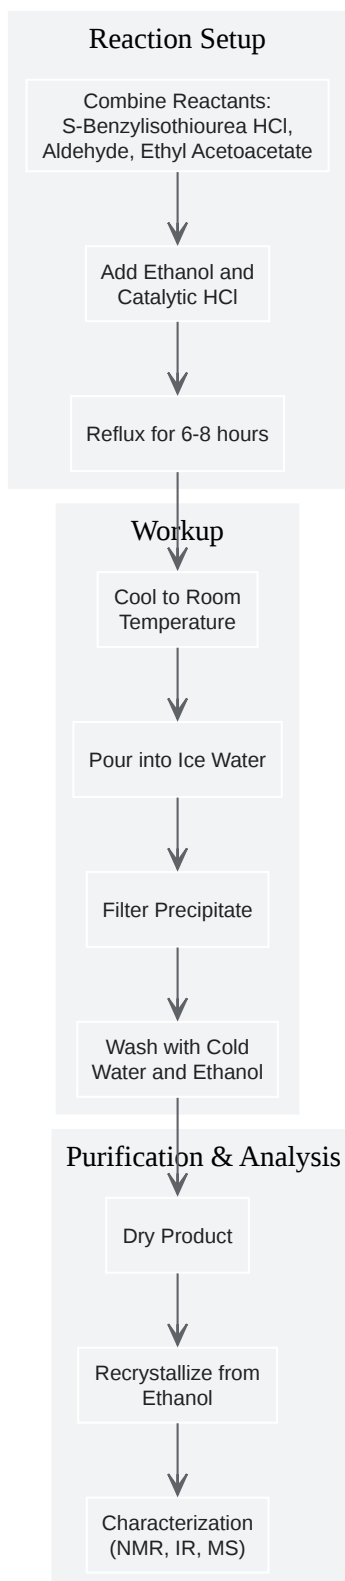 Reaction Setup
Combine Reactants:
S-Benzylisothiourea HCl,
Aldehyde, Ethyl Acetoacetate
Add Ethanol and
Catalytic HCl
Reflux for 6-8 hours
Workup
Cool to Room
Temperature
Pour into Ice Water
Filter Precipitate
Wash with Cold
Water and Ethanol
Purification & Analysis
Dry Product
Recrystallize from
Ethanol
Characterization
(NMR, IR, MS)